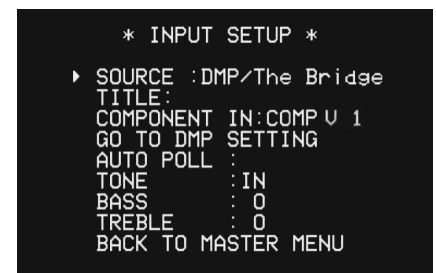 * INPUT SETUP *
SOURCE :DMP/The Bridge
TITLE:
COMPONENT IN:COMP V 1
GO TO DMP SETTING
AUTO POLL :
TONE :IN
BASS : 0
TREBLE : 0
BACK TO MASTER MENU